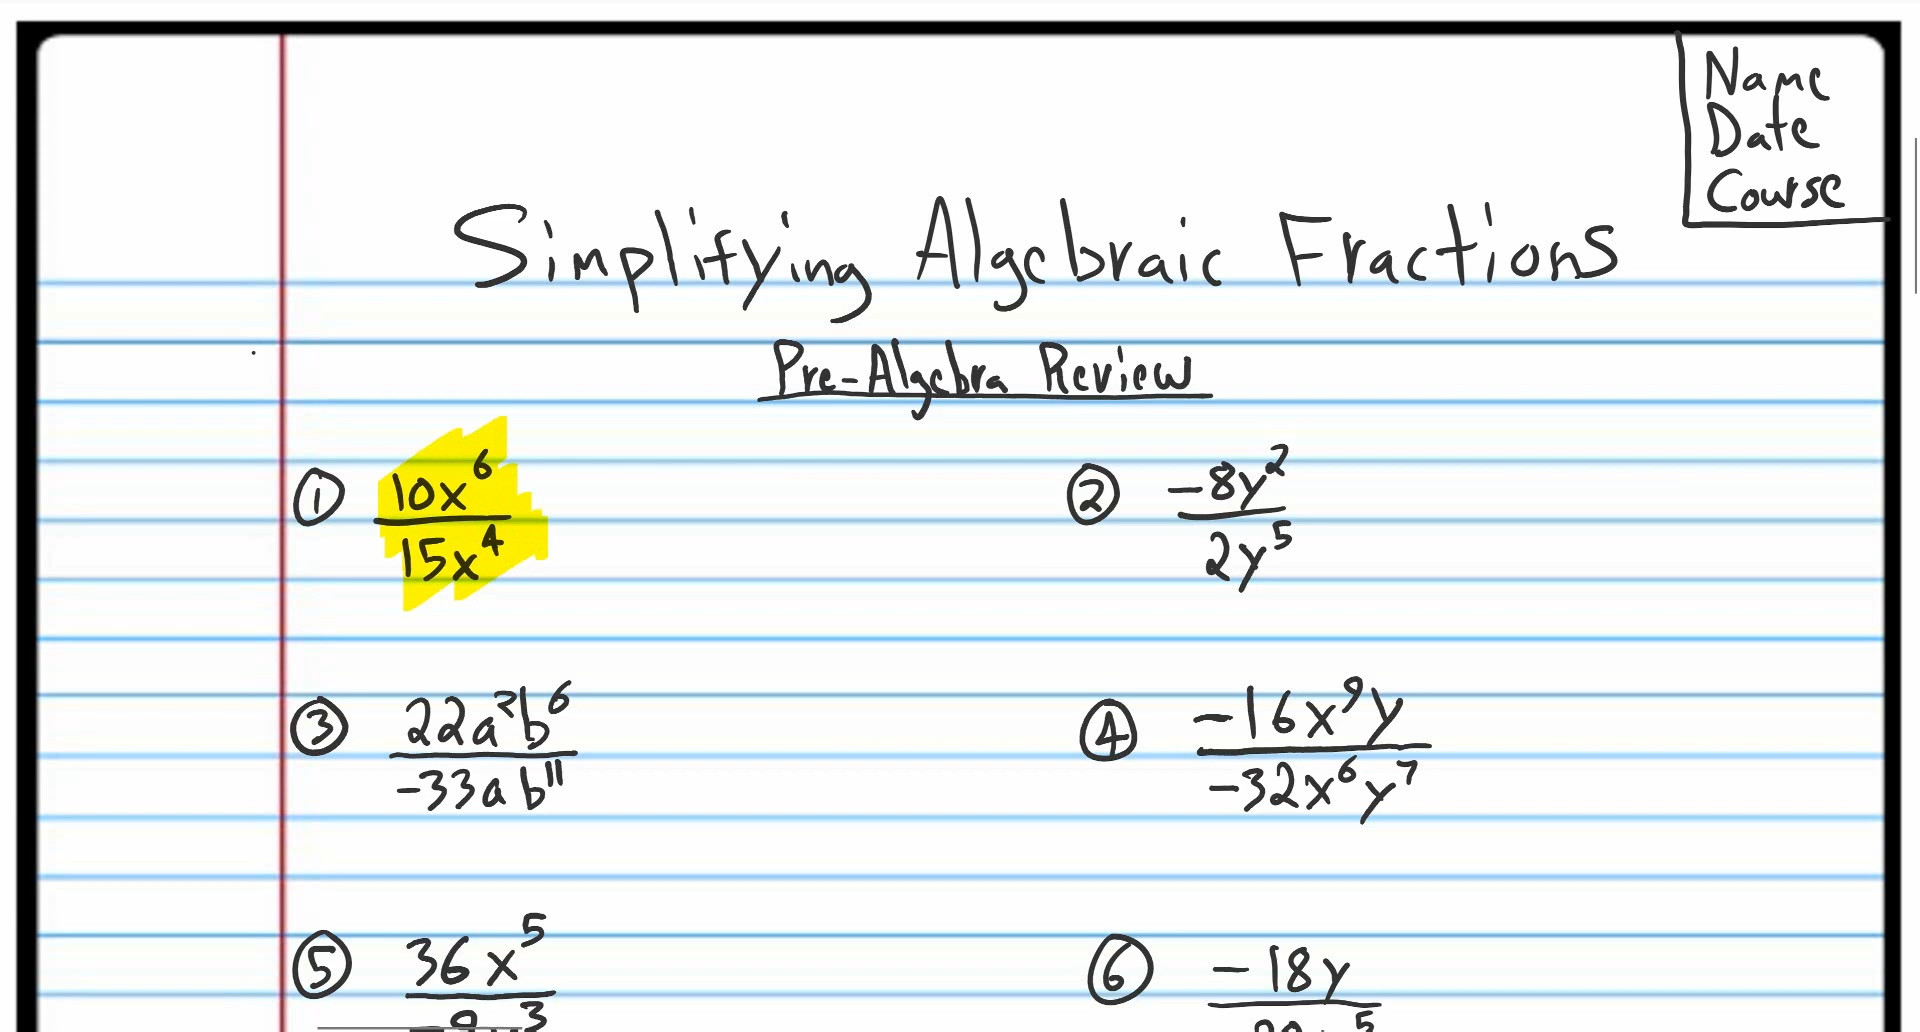 Name
Date
Course
Simplifying Algebraic Fractions
Pre-Algebra Review
① 10x⁶
15x⁴
② -8y²
2y⁵
③ 22a²b⁶
-33ab¹¹
④ -16x⁹y
-32x⁶y⁷
⑤ 36x⁵
⑥ -18y